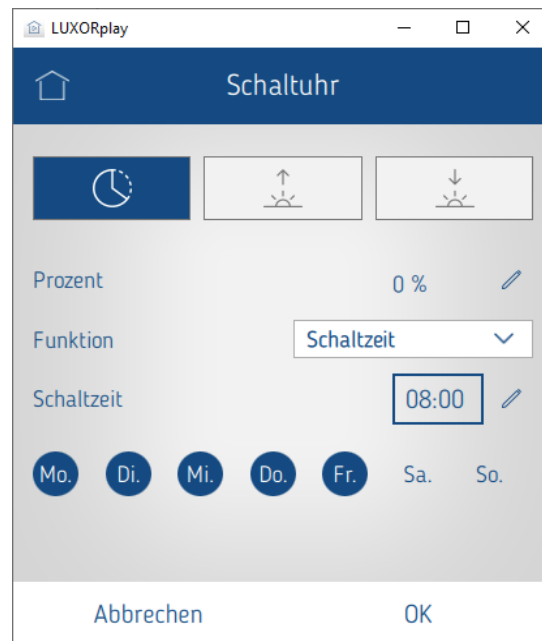 LUXORplay
Schaltuhr
Prozent 0 %
Funktion Schaltzeit
Schaltzeit 08:00
Mo. Di. Mi. Do. Fr. Sa. So.
Abbrechen OK